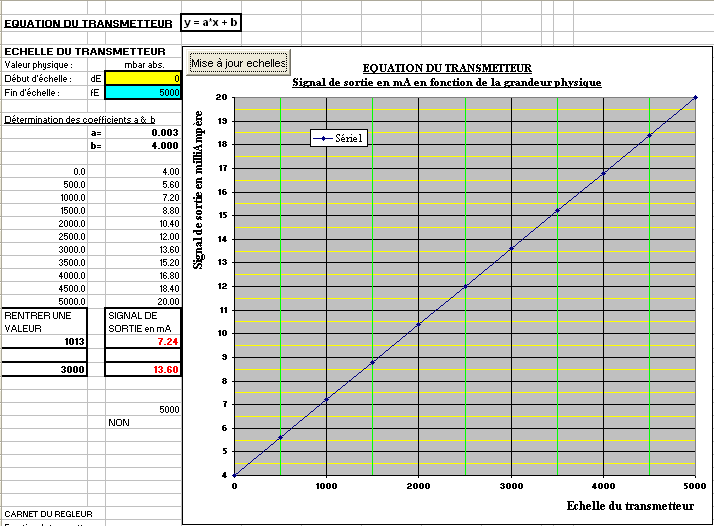 EQUATION DU TRANSMETTEUR y = a*x + b
ECHELLE DU TRANSMETTEUR
Valeur physique : mbar abs.
Début d'échelle : dE 0
Fin d'échelle : fE 5000
Détermination des coefficients a & b
a= 0.003
b= 4.000
0.0 4.00
500.0 5.60
1000.0 7.20
1500.0 8.80
2000.0 10.40
2500.0 12.00
3000.0 13.60
3500.0 15.20
4000.0 16.80
4500.0 18.40
5000.0 20.00
RENTRER UNE VALEUR
SIGNAL DE SORTIE en mA
1013 7.24
3000 13.60
5000
NON
CARNET DU REGLEUR
Mise à jour echelles
EQUATION DU TRANSMETTEUR
Signal de sortie en mA en fonction de la grandeur physique
Signal de sortie en milliAmpère
Série1
20
19
18
17
16
15
14
13
12
11
10
9
8
7
6
5
4
0 1000 2000 3000 4000 5000
Echelle du transmetteur